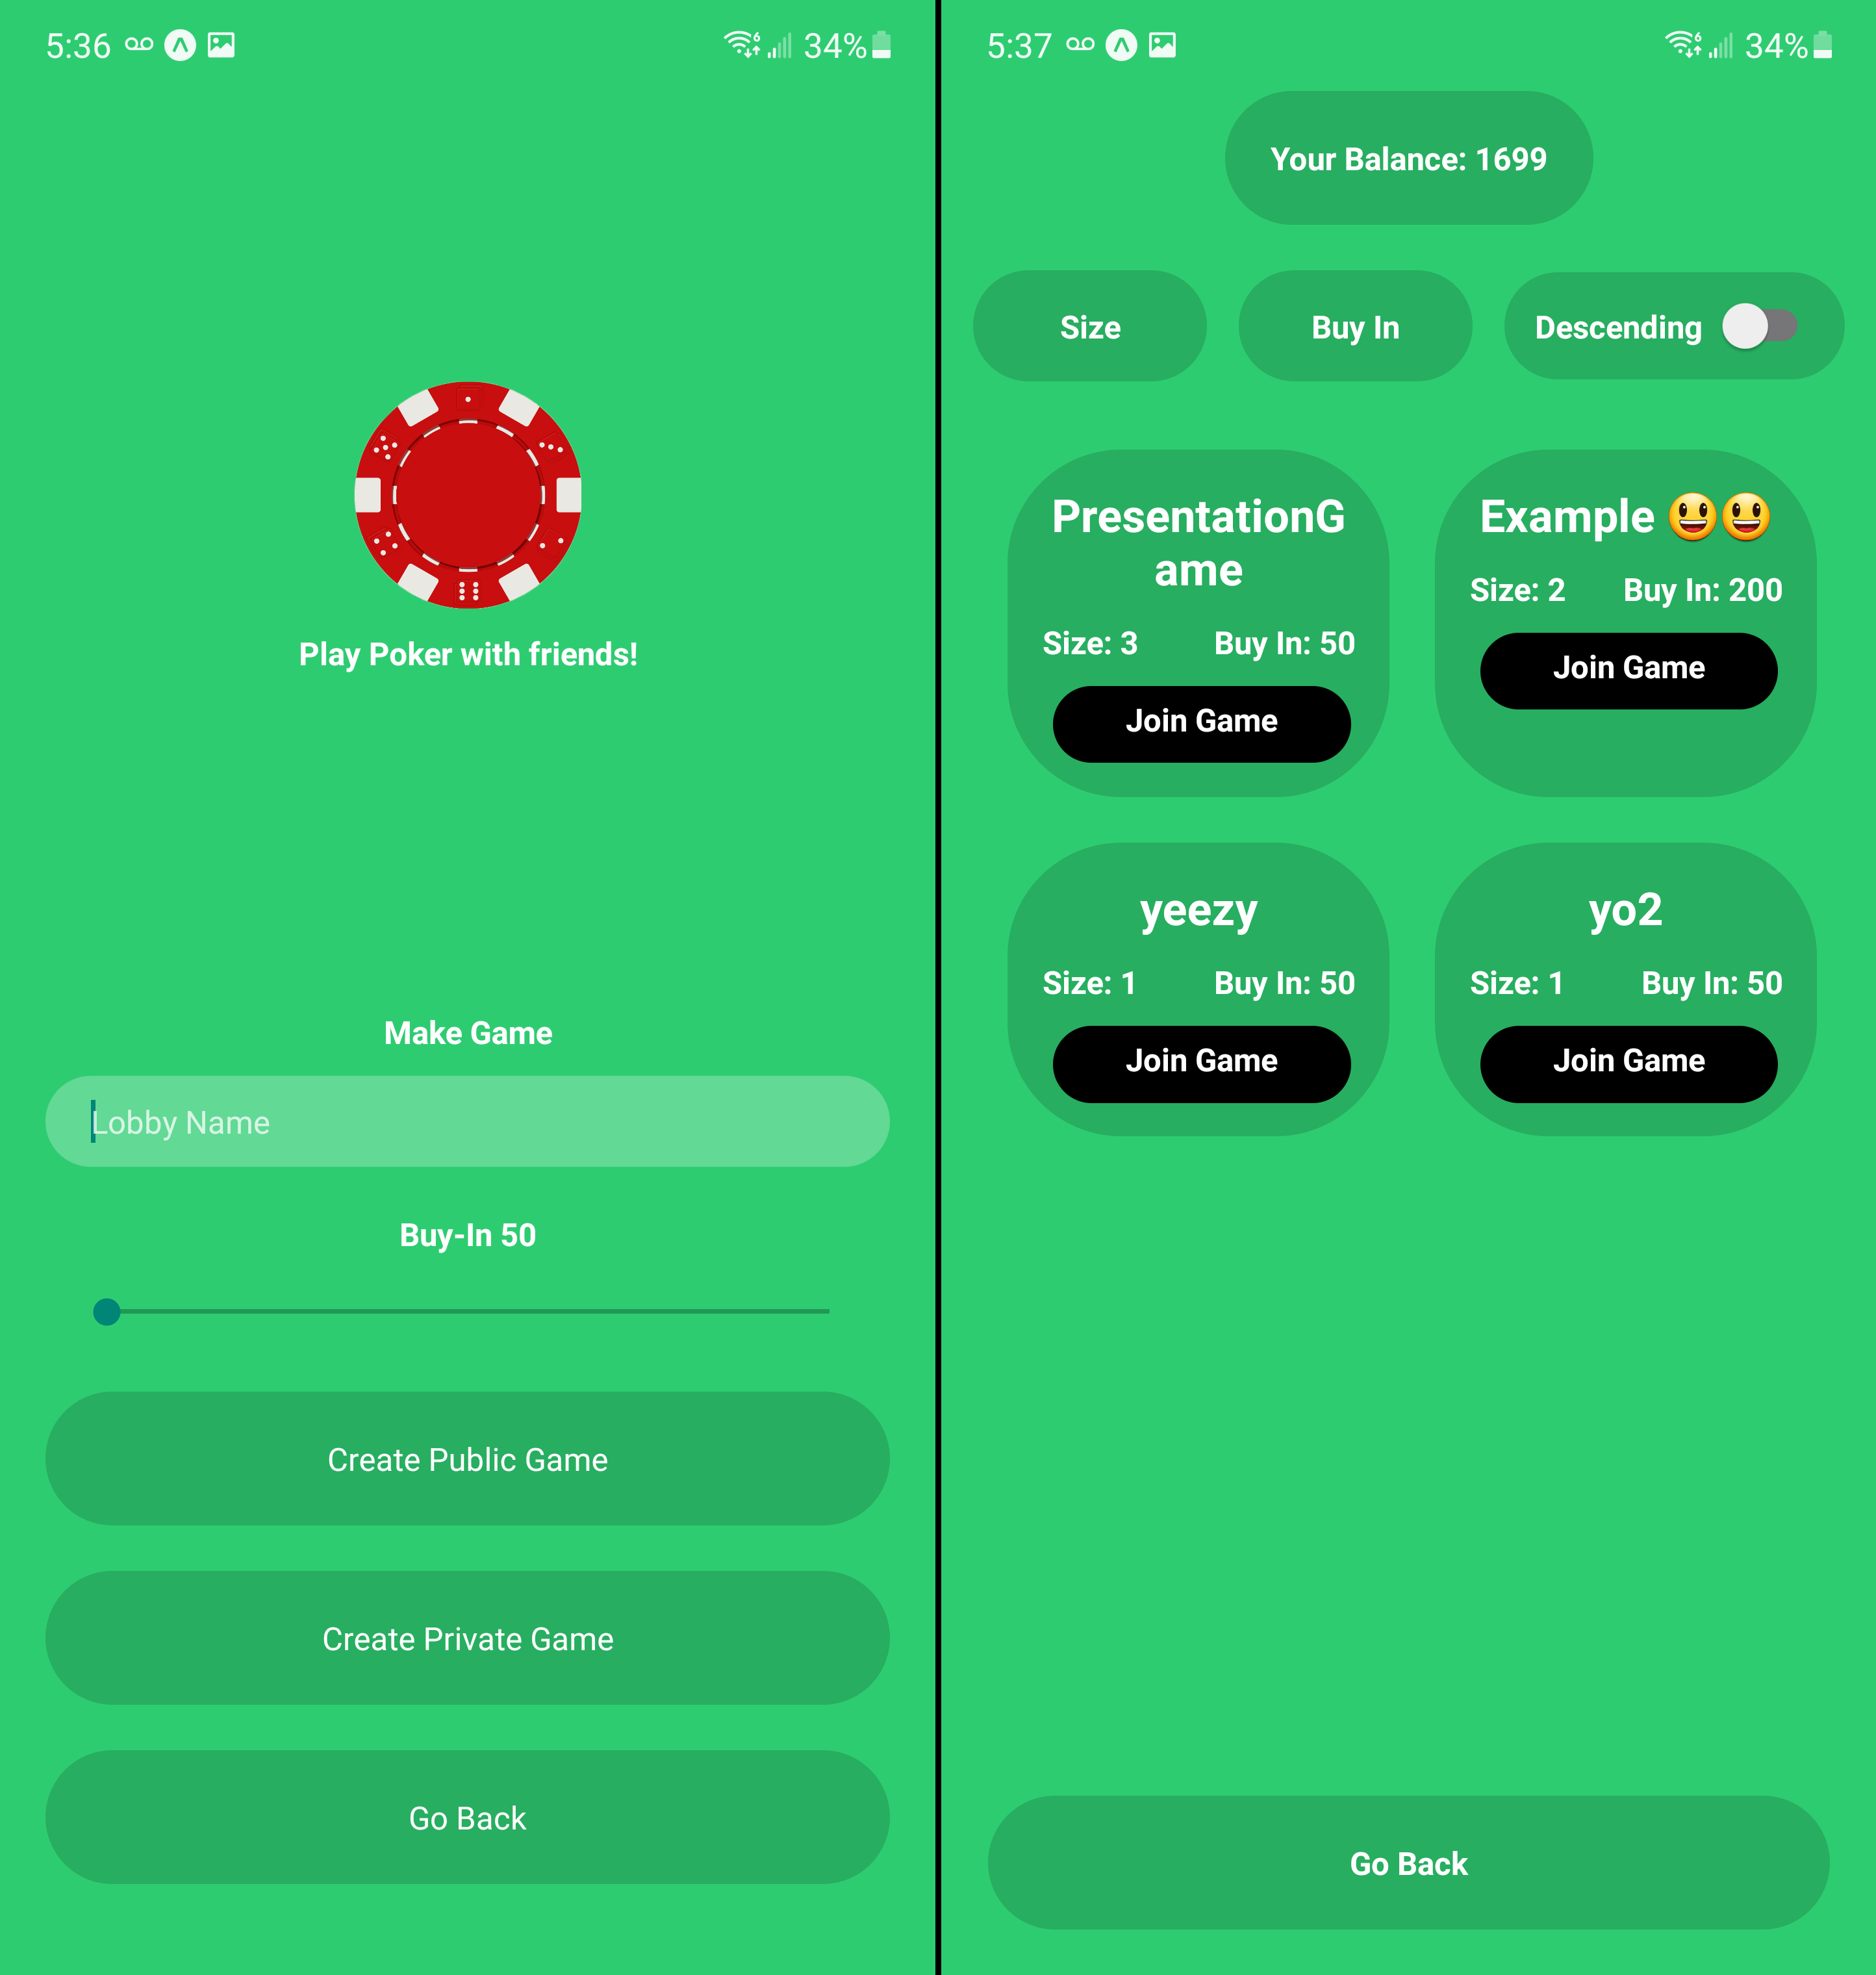 5:36
34%
Play Poker with friends!
Make Game
Lobby Name
Buy-In 50
Create Public Game
Create Private Game
Go Back
5:37
34%
Your Balance: 1699
Size
Buy In
Descending
PresentationG
ame
Size: 3 Buy In: 50
Join Game
Example 😃😃
Size: 2 Buy In: 200
Join Game
yeezy
Size: 1 Buy In: 50
Join Game
yo2
Size: 1 Buy In: 50
Join Game
Go Back